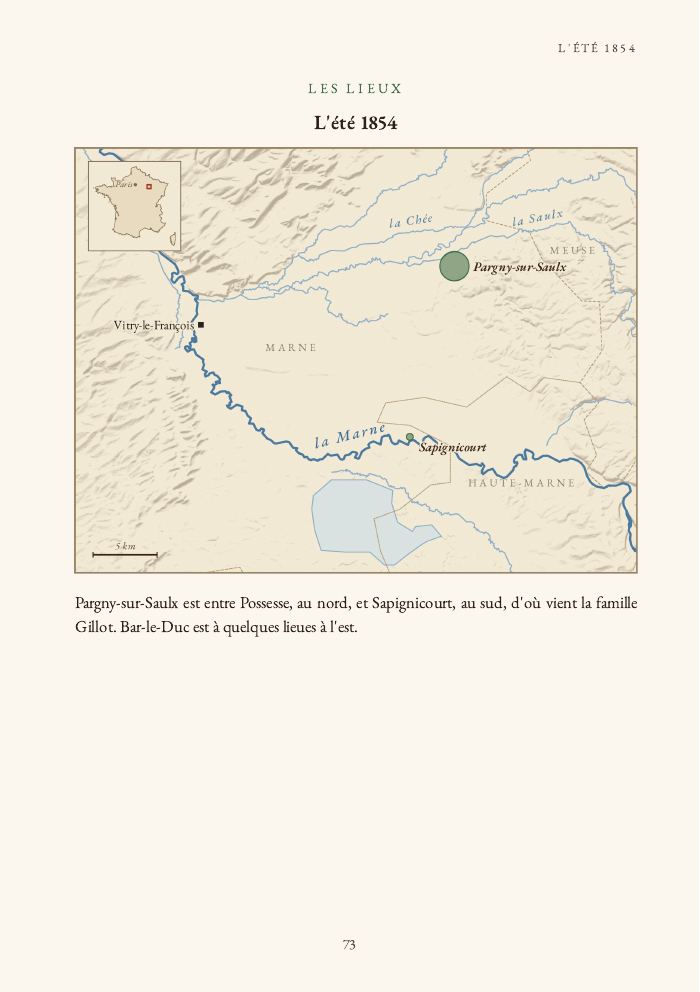 L'ÉTÉ 1854
LES LIEUX
L'été 1854
Paris
la Chée
la Saulx
MEUSE
Pargny-sur-Saulx
Vitry-le-François
MARNE
la Marne
Sapignicourt
HAUTE-MARNE
5 km
Pargny-sur-Saulx est entre Possesse, au nord, et Sapignicourt, au sud, d'où vient la famille
Gillot. Bar-le-Duc est à quelques lieues à l'est.
73